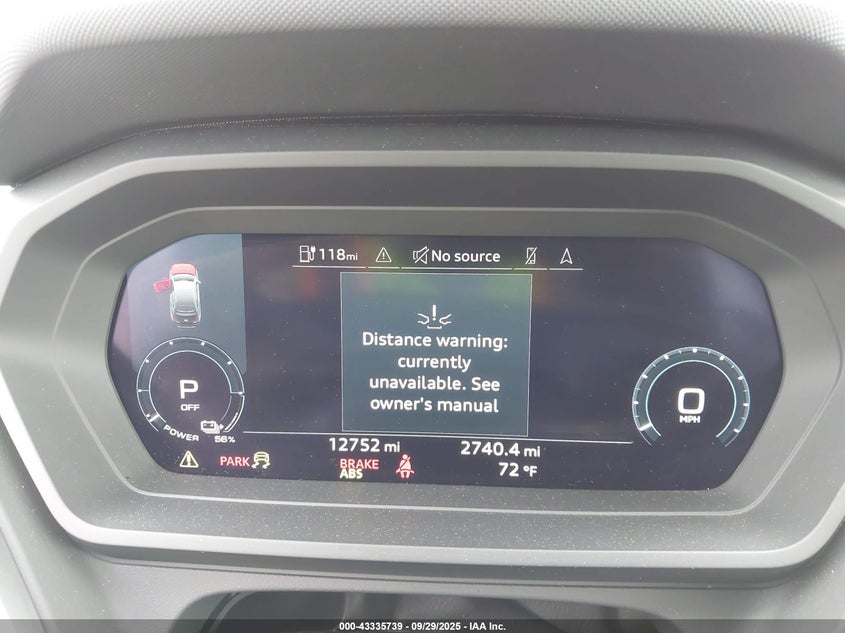 118mi
No source
Distance warning:
currently
unavailable. See
owner's manual
P
OFF
POWER
56%
0
MPH
12752 mi
2740.4 mi
PARK
BRAKE
ABS
72 °F
000-43335739 - 09/29/2025 - IAA Inc.